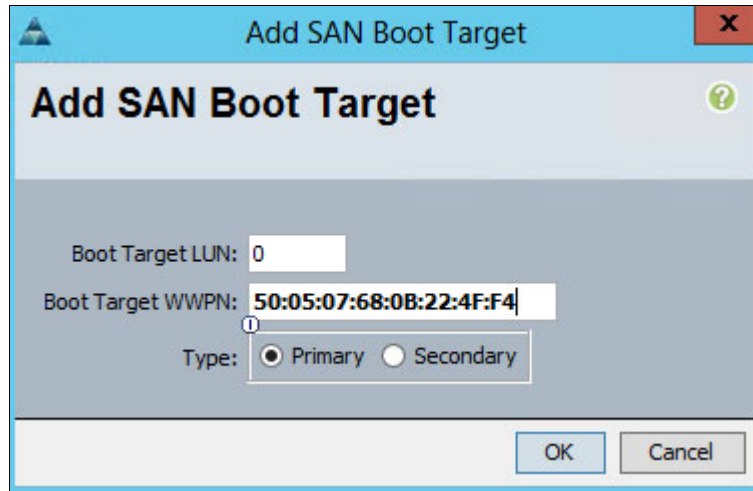 Add SAN Boot Target
Add SAN Boot Target
Boot Target LUN: 0
Boot Target WWPN: 50:05:07:68:0B:22:4F:F4
Type: Primary Secondary
OK Cancel